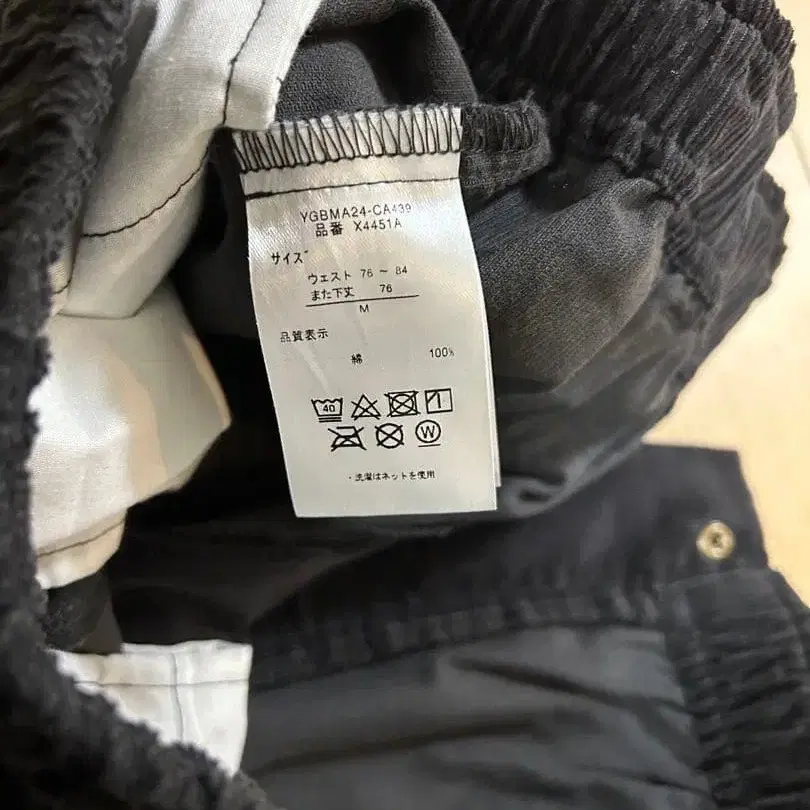 YGBMA24-CA439
品番 X4451A
サイズ
ウェスト 76 ~ 84
また下丈 76
M
品質表示
綿 100%
40
W
・洗濯はネットを使用